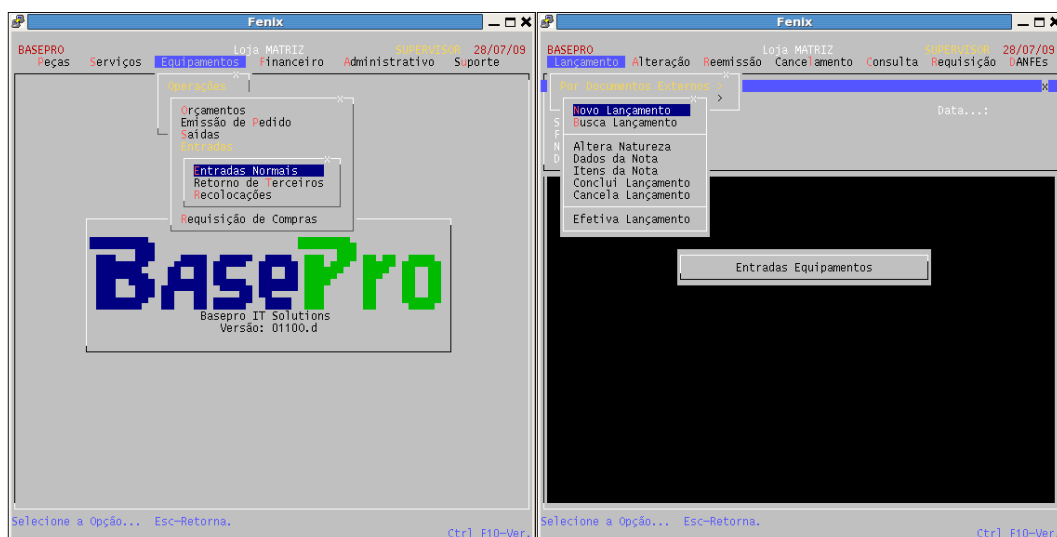 Fenix
BASEPRO Loja MATRIZ SUPERVISOR 28/07/09
Peças Serviços Equipamentos Financeiro Administrativo Suporte
Operações
Orçamentos
Emissão de Pedido
Saídas
Entradas
Entradas Normais
Retorno de Terceiros
Recolocações
Requisição de Compras
BasePro
Basepro IT Solutions
Versão: 01100.d
Selecione a Opção... Esc-Retorna.
Ctrl F10-Ver.
Fenix
BASEPRO Loja MATRIZ SUPERVISOR 28/07/09
Lançamento Alteração Reemissão Cancelamento Consulta Requisição DANFEs
Por Documentos Externos >
>
Data...:
Novo Lançamento
S Busca Lançamento
F
N Altera Natureza
D Dados da Nota
Itens da Nota
Conclui Lançamento
Cancela Lançamento
Efetiva Lançamento
Entradas Equipamentos
Selecione a Opção... Esc-Retorna.
Ctrl F10-Ver.